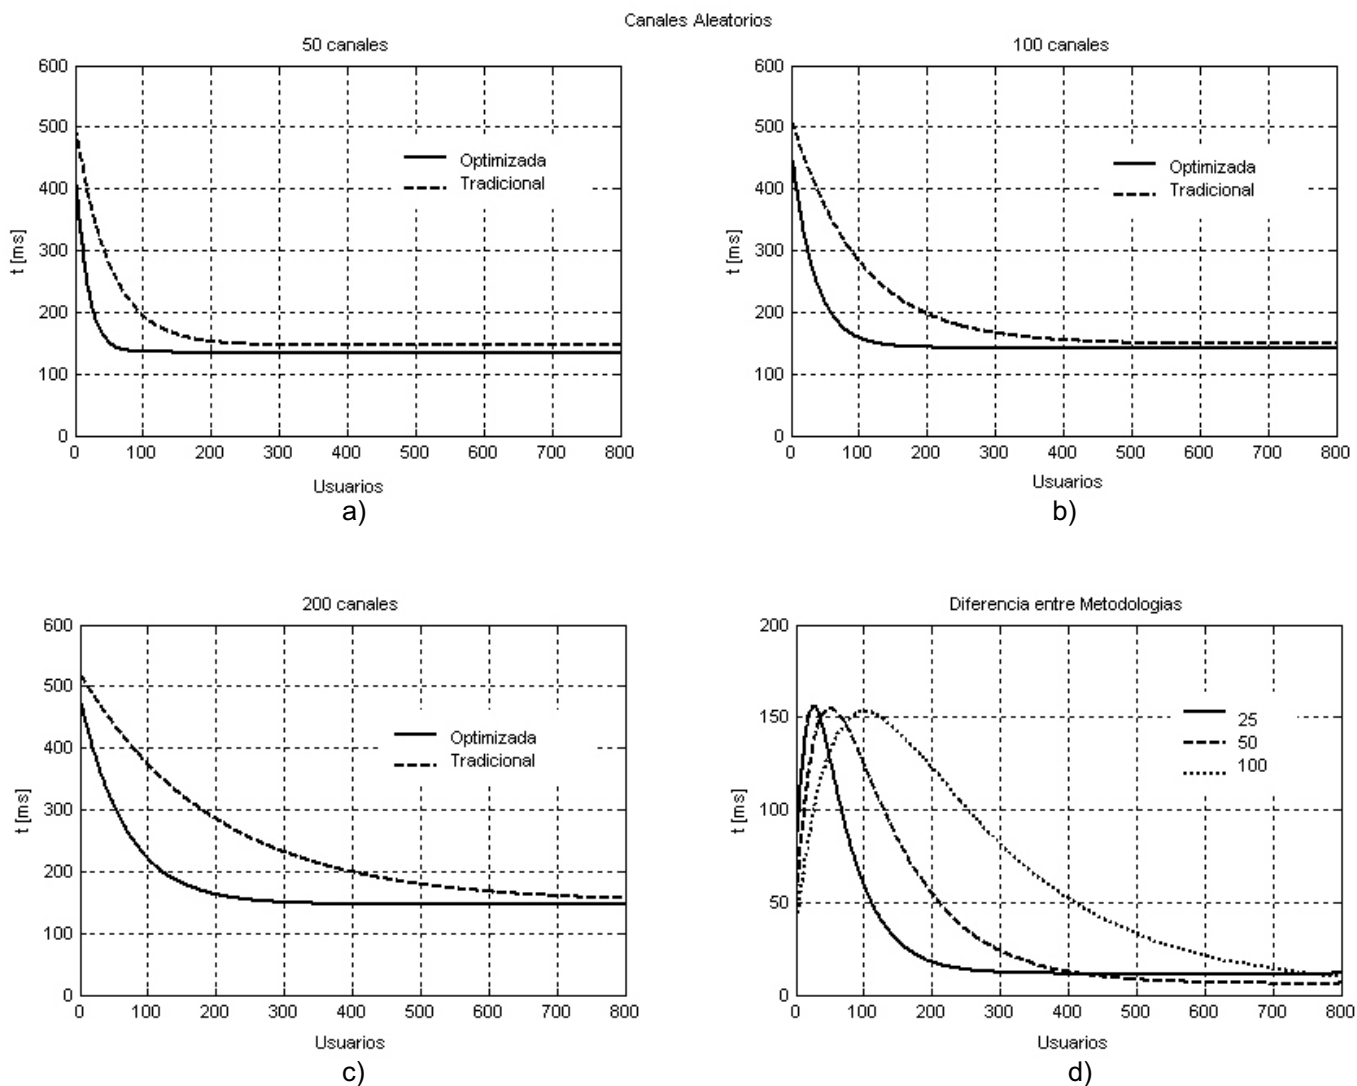 Canales Aleatorios
50 canales
600
500
400
300
200
100
0
t [ms]
Optimizada
Tradicional
0 100 200 300 400 500 600 700 800
Usuarios
a)
100 canales
600
500
400
300
200
100
0
t [ms]
Optimizada
Tradicional
0 100 200 300 400 500 600 700 800
Usuarios
b)
200 canales
600
500
400
300
200
100
0
t [ms]
Optimizada
Tradicional
0 100 200 300 400 500 600 700 800
Usuarios
c)
Diferencia entre Metodologias
200
150
100
50
0
t [ms]
25
50
100
0 100 200 300 400 500 600 700 800
Usuarios
d)